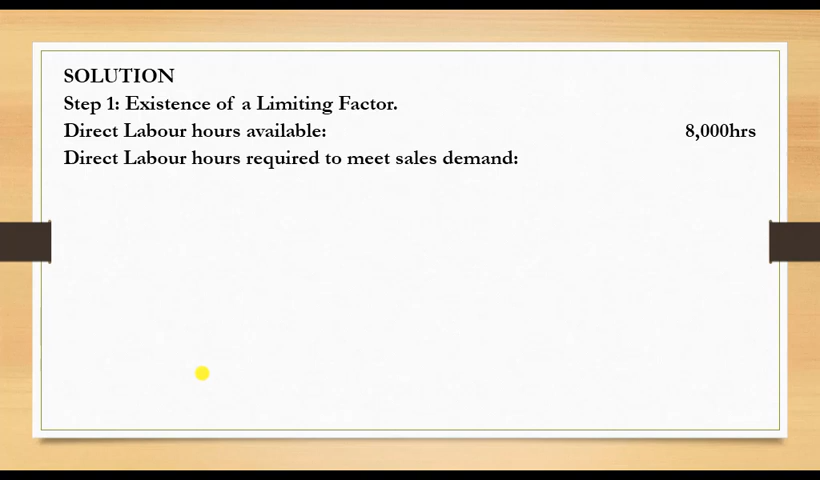 SOLUTION
Step 1: Existence of a Limiting Factor.
Direct Labour hours available: 8,000hrs
Direct Labour hours required to meet sales demand: